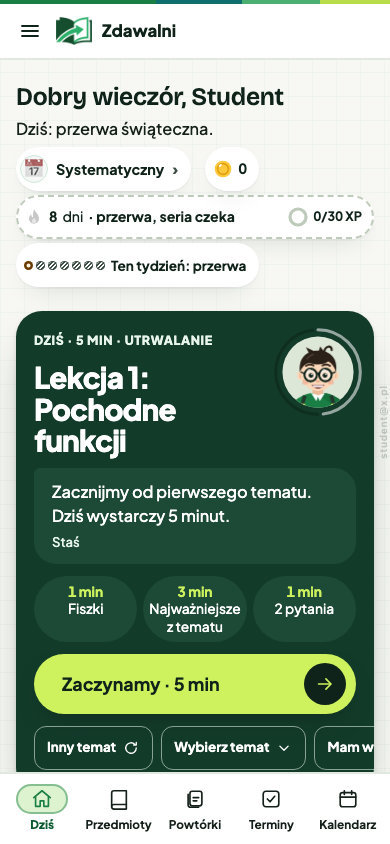 Zdawalni
Dobry wieczór, Student
Dziś: przerwa świąteczna.
17 Systematyczny ›
0
8 dni · przerwa, seria czeka
0/30 XP
Ten tydzień: przerwa
DZIŚ · 5 MIN · UTRWALANIE
Lekcja 1:
Pochodne
funkcji
student@x.pl
Zacznijmy od pierwszego tematu.
Dziś wystarczy 5 minut.
Staś
1 min
Fiszki
3 min
Najważniejsze
z tematu
1 min
2 pytania
Zaczynamy · 5 min
Inny temat
Wybierz temat
Mam w
Dziś
Przedmioty
Powtórki
Terminy
Kalendarz